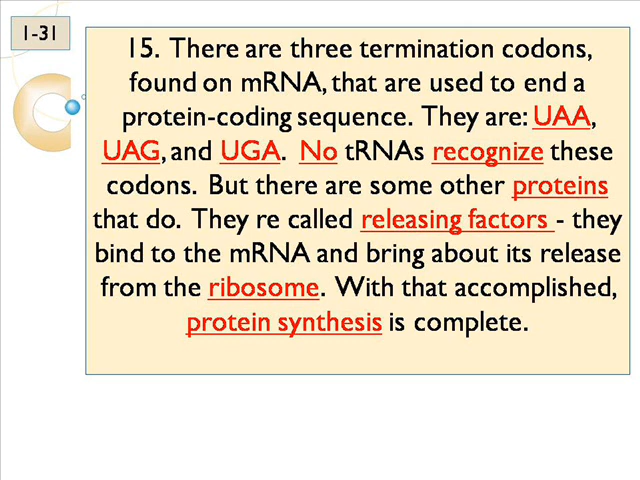 1-31
15. There are three termination codons,
found on mRNA, that are used to end a
protein-coding sequence. They are: UAA,
UAG, and UGA. No tRNAs recognize these
codons. But there are some other proteins
that do. They re called releasing factors - they
bind to the mRNA and bring about its release
from the ribosome. With that accomplished,
protein synthesis is complete.